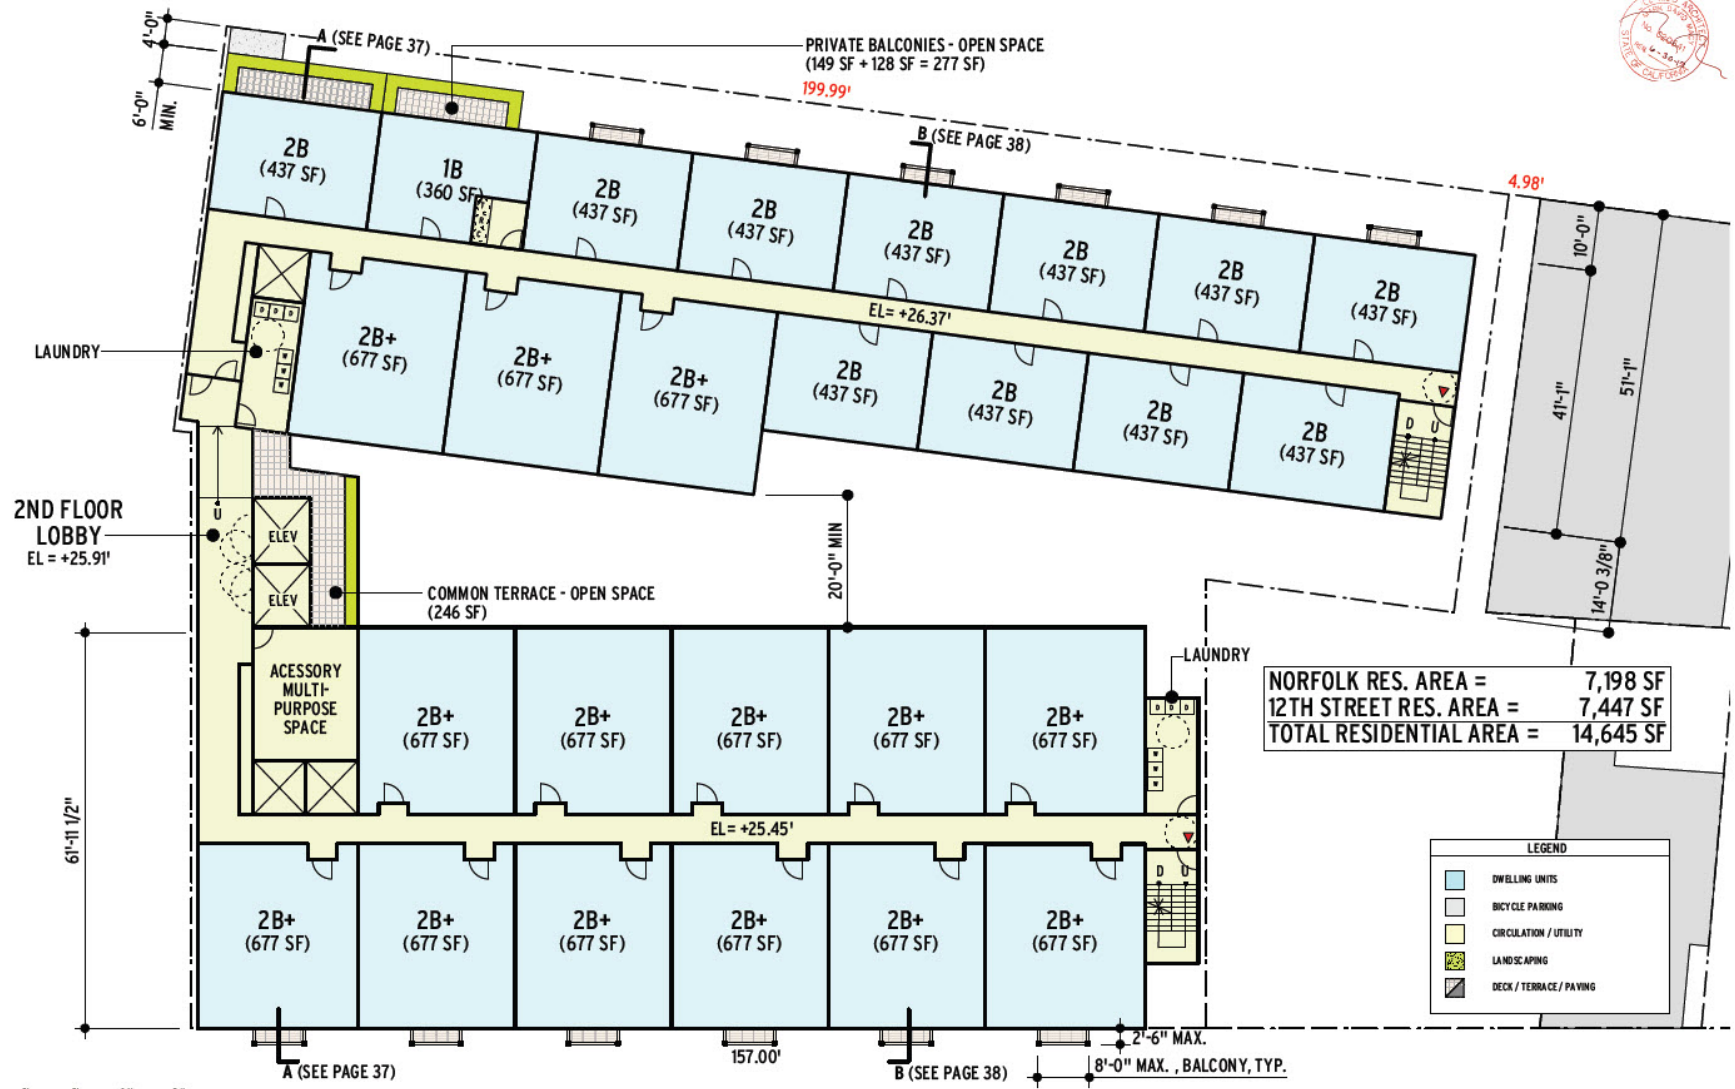 4'-0"
6'-0" MIN.
A (SEE PAGE 37)
PRIVATE BALCONIES - OPEN SPACE
(149 SF + 128 SF = 277 SF)
199.99'
B (SEE PAGE 38)
4.98'
STATE OF CALIFORNIA
2B
(437 SF)
1B
(360 SF)
2B
(437 SF)
2B
(437 SF)
2B
(437 SF)
2B
(437 SF)
2B
(437 SF)
2B
(437 SF)
EL= +26.37'
10'-0"
41'-1"
51'-1"
14'-0 3/8"
LAUNDRY
D D D
W
W
W
2B+
(677 SF)
2B+
(677 SF)
2B+
(677 SF)
2B
(437 SF)
2B
(437 SF)
2B
(437 SF)
2B
(437 SF)
D U
2ND FLOOR
LOBBY
EL = +25.91'
U
ELEV
ELEV
COMMON TERRACE - OPEN SPACE
(246 SF)
20'-0" MIN
61'-11 1/2"
ACESSORY
MULTI-
PURPOSE
SPACE
2B+
(677 SF)
2B+
(677 SF)
2B+
(677 SF)
2B+
(677 SF)
2B+
(677 SF)
LAUNDRY
D D D
W
W
W
NORFOLK RES. AREA = 7,198 SF
12TH STREET RES. AREA = 7,447 SF
TOTAL RESIDENTIAL AREA = 14,645 SF
EL= +25.45'
D U
2B+
(677 SF)
2B+
(677 SF)
2B+
(677 SF)
2B+
(677 SF)
2B+
(677 SF)
2B+
(677 SF)
LEGEND
DWELLING UNITS
BICYCLE PARKING
CIRCULATION / UTILITY
LANDSCAPING
DECK / TERRACE / PAVING
A (SEE PAGE 37)
157.00'
B (SEE PAGE 38)
2'-6" MAX.
8'-0" MAX. , BALCONY, TYP.